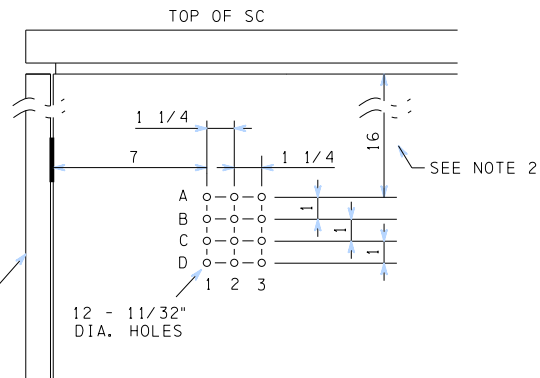 TOP OF SC
1 1/4
7
1 1/4
16
SEE NOTE 2
A
B
C
D
1
1
1
1 2 3
12 - 11/32"
DIA. HOLES